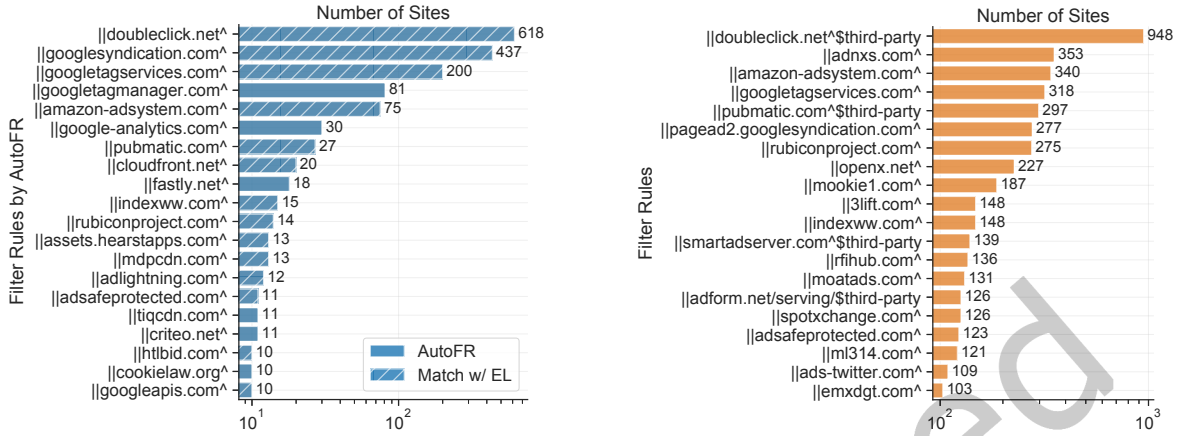 Number of Sites
Filter Rules by AutoFR
||doubleclick.net^ 618
||googlesyndication.com^ 437
||googletagservices.com^ 200
||googletagmanager.com^ 81
||amazon-adsystem.com^ 75
||google-analytics.com^ 30
||pubmatic.com^ 27
||cloudfront.net^ 20
||fastly.net^ 18
||indexww.com^ 15
||rubiconproject.com^ 14
||assets.hearstapps.com^ 13
||mdpcdn.com^ 13
||adlightning.com^ 12
||adsafeprotected.com^ 11
||tiqcdn.com^ 11
||criteo.net^ 11
||htlbid.com^ 10
||cookielaw.org^ 10
||googleapis.com^ 10
AutoFR
Match w/ EL
10^1 10^2
Number of Sites
Filter Rules
||doubleclick.net^$third-party 948
||adnxs.com^ 353
||amazon-adsystem.com^ 340
||googletagservices.com^ 318
||pubmatic.com^$third-party 297
||pagead2.googlesyndication.com^ 277
||rubiconproject.com^ 275
||openx.net^ 227
||mookie1.com^ 187
||3lift.com^ 148
||indexww.com^ 148
||smartadserver.com^$third-party 139
||rfihub.com^ 136
||moatads.com^ 131
||adform.net/serving/$third-party 126
||spotxchange.com^ 126
||adsafeprotected.com^ 123
||ml314.com^ 121
||ads-twitter.com^ 109
||emxdgt.com^ 103
10^2 10^3
ed